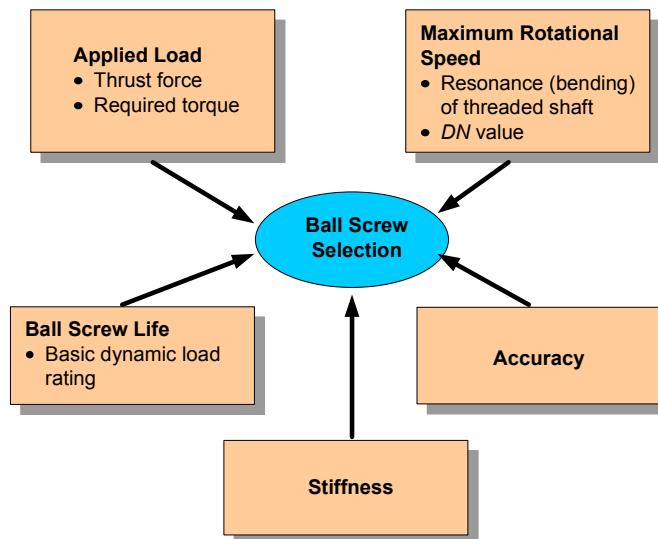 Applied Load
• Thrust force
• Required torque
Maximum Rotational
Speed
• Resonance (bending)
of threaded shaft
• DN value
Ball Screw
Selection
Ball Screw Life
• Basic dynamic load
rating
Accuracy
Stiffness